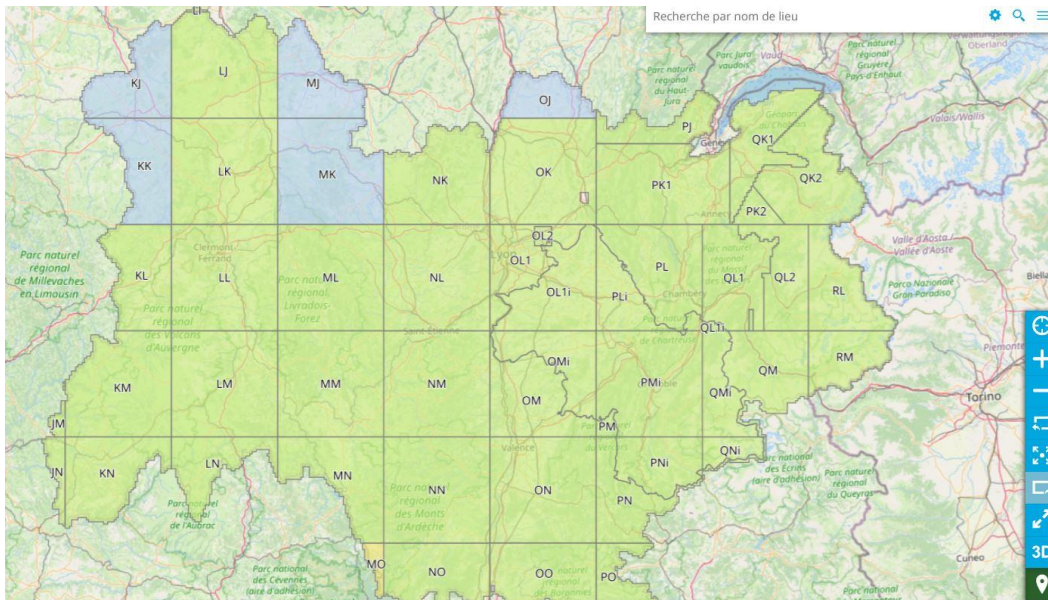 Recherche par nom de lieu
LI
KJ
LJ
MJ
OJ
PJ
Parc naturel
régional
du Haut-
Jura
Parc Jura
vaudois
Vaud
Parc naturel
régional
Gruyère
Pays-d'Enhaut
Oberland
Valais/Wallis
KK
LK
MK
NK
OK
PK1
QK1
QK2
PK2
Annecy
Parc naturel
régional
de Millevaches
en Limousin
Clermont-
Ferrand
KL
LL
ML
NL
OL2
OL1
OL1i
PLi
PL
QL1
QL2
RL
Chambéry
Valle d'Aosta /
Vallée d'Aoste
Parco Nazionale
Gran Paradiso
Parc naturel
régional
des Volcans
d'Auvergne
Parc naturel
régional
Livradois-
Forez
Saint-Étienne
de Chartreuse
QL1i
Piemonte
Torino
KM
LM
MM
NM
OMi
OM
PMi
PM
QMi
QM
RM
JM
JN
KN
LN
MN
NN
ON
PNi
PN
QNi
Valence
Parc naturel
régional
de l'Aubrac
Parc naturel
régional
des Monts
d'Ardèche
Parc national
des Écrins
(aire d'adhésion)
Parc naturel
régional
du Queyras
Cuneo
Parc national
des Cévennes
(aire d'adhésion)
MO
NO
OO
PO
3D